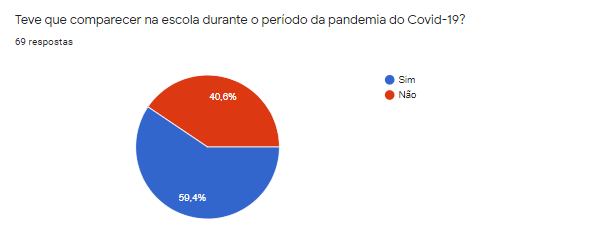 Teve que comparecer na escola durante o período da pandemia do Covid-19?
69 respostas
Sim
Não
40,6%
59,4%